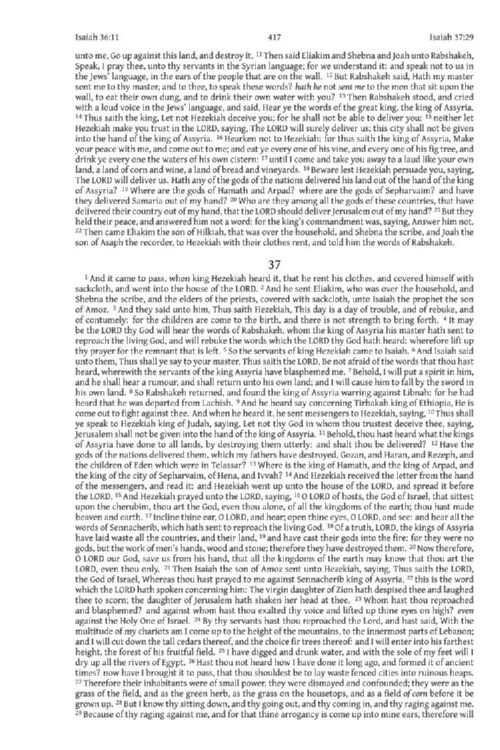 Isaiah 36:11 417 Isaiah 37:29
unto me, Go up against this land, and destroy it. 11 Then said Eliakim and Shebna and Joah unto Rabshakeh,
Speak, I pray thee, unto thy servants in the Syrian language; for we understand it: and speak not to us in
the Jews' language, in the ears of the people that are on the wall. 12 But Rabshakeh said, Hath my master
sent me to thy master, and to thee, to speak these words? hath he not sent me to the men that sit upon the
wall, to eat their own dung, and to drink their own water with you? 13 Then Rabshakeh stood, and cried
with a loud voice in the Jews' language, and said, Hear ye the words of the great king, the king of Assyria.
14 Thus saith the king, Let not Hezekiah deceive you; for he shall not be able to deliver you: 15 neither let
Hezekiah make you trust in the LORD, saying, The LORD will surely deliver us; this city shall not be given
into the hand of the king of Assyria. 16 Hearken not to Hezekiah: for thus saith the king of Assyria, Make
your peace with me, and come out to me; and eat ye every one of his vine, and every one of his fig tree, and
drink ye every one the waters of his own cistern: 17 until I come and take you away to a laud like your own
land, a land of corn and wine, a land of bread and vineyards. 18 Beware lest Hezekiah persuade you, saying,
The LORD will deliver us. Hath any of the gods of the nations delivered his land out of the hand of the king
of Assyria? 19 Where are the gods of Hamath and Arpad? where are the gods of Sepharvaim? and have
they delivered Samaria out of my hand? 20 Who are they among all the gods of these countries, that have
delivered their country out of my hand, that the LORD should deliver Jerusalem out of my hand? 21 But they
held their peace, and answered him not a word: for the king's commandment was, saying, Answer him not.
22 Then came Eliakim the son of Hilkiah, that was over the household, and Shebna the scribe, and Joah the
son of Asaph the recorder, to Hezekiah with their clothes rent, and told him the words of Rabshakeh.
37
1 And it came to pass, when king Hezekiah heard it, that he rent his clothes, and covered himself with
sackcloth, and went into the house of the LORD. 2 And he sent Eliakim, who was over the household, and
Shebna the scribe, and the elders of the priests, covered with sackcloth, unto Isaiah the prophet the son
of Amoz. 3 And they said unto him, Thus saith Hezekiah, This day is a day of trouble, and of rebuke, and
of contumely: for the children are come to the birth, and there is not strength to bring forth. 4 It may
be the LORD thy God will hear the words of Rabshakeh, whom the king of Assyria his master hath sent to
reproach the living God, and will rebuke the words which the LORD thy God hath heard: wherefore lift up
thy prayer for the remnant that is left. 5 So the servants of king Hezekiah came to Isaiah. 6 And Isaiah said
unto them, Thus shall ye say to your master, Thus saith the LORD, Be not afraid of the words that thou hast
heard, wherewith the servants of the king Assyria have blasphemed me. 7 Behold, I will put a spirit in him,
and he shall hear a rumour, and shall return unto his own land; and I will cause him to fall by the sword in
his own land. 8 So Rabshakeh returned, and found the king of Assyria warring against Libnah: for he had
heard that he was departed from Lachish. 9 And he heard say concerning Tirhakah king of Ethiopia, He is
come out to fight against thee. And when he heard it, he sent messengers to Hezekiah, saying, 10 Thus shall
ye speak to Hezekiah king of Judah, saying, Let not thy God in whom thou trustest deceive thee, saying,
Jerusalem shall not be given into the hand of the king of Assyria. 11 Behold, thou hast heard what the kings
of Assyria have done to all lands, by destroying them utterly: and shalt thou be delivered? 12 Have the
gods of the nations delivered them, which my fathers have destroyed, Gozan, and Haran, and Rezeph, and
the children of Eden which were in Telassar? 13 Where is the king of Hamath, and the king of Arpad, and
the king of the city of Sepharvaim, of Hena, and Ivvah? 14 And Hezekiah received the letter from the hand
of the messengers, and read it: and Hezekiah went up unto the house of the LORD, and spread it before
the LORD. 15 And Hezekiah prayed unto the LORD, saying, 16 O LORD of hosts, the God of Israel, that sittest
upon the cherubim, thou art the God, even thou alone, of all the kingdoms of the earth; thou hast made
heaven and earth. 17 Incline thine ear, O LORD, and hear; open thine eyes, O LORD, and see: and hear all the
words of Sennacherib, which hath sent to reproach the living God. 18 Of a truth, LORD, the kings of Assyria
have laid waste all the countries, and their land, 19 and have cast their gods into the fire: for they were no
gods, but the work of men's hands, wood and stone; therefore they have destroyed them. 20 Now therefore,
O LORD our God, save us from his hand, that all the kingdoms of the earth may know that thou art the
LORD, even thou only. 21 Then Isaiah the son of Amoz sent unto Hezekiah, saying, Thus saith the LORD,
the God of Israel, Whereas thou hast prayed to me against Sennacherib king of Assyria, 22 this is the word
which the LORD hath spoken concerning him: The virgin daughter of Zion hath despised thee and laughed
thee to scorn; the daughter of Jerusalem hath shaken her head at thee. 23 Whom hast thou reproached
and blasphemed? and against whom hast thou exalted thy voice and lifted up thine eyes on high? even
against the Holy One of Israel. 24 By thy servants hast thou reproached the Lord, and hast said, With the
multitude of my chariots am I come up to the height of the mountains, to the innermost parts of Lebanon;
and I will cut down the tall cedars thereof, and the choice fir trees thereof: and I will enter into his farthest
height, the forest of his fruitful field. 25 I have digged and drunk water, and with the sole of my feet will I
dry up all the rivers of Egypt. 26 Hast thou not heard how I have done it long ago, and formed it of ancient
times? now have I brought it to pass, that thou shouldest be to lay waste fenced cities into ruinous heaps.
27 Therefore their inhabitants were of small power, they were dismayed and confounded; they were as the
grass of the field, and as the green herb, as the grass on the housetops, and as a field of corn before it be
grown up. 28 But I know thy sitting down, and thy going out, and thy coming in, and thy raging against me.
29 Because of thy raging against me, and for that thine arrogancy is come up into mine ears, therefore will